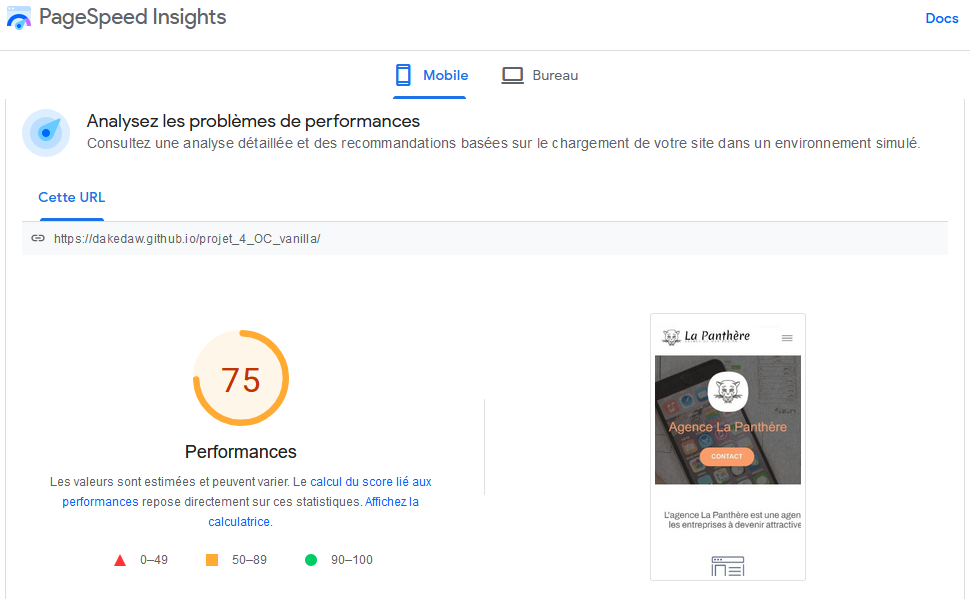 PageSpeed Insights
Docs
Mobile
Bureau
Analysez les problèmes de performances
Consultez une analyse détaillée et des recommandations basées sur le chargement de votre site dans un environnement simulé.
Cette URL
https://dakedaw.github.io/projet_4_OC_vanilla/
75
Performances
Les valeurs sont estimées et peuvent varier. Le calcul du score lié aux
performances repose directement sur ces statistiques. Affichez la
calculatrice.
0–49
50–89
90–100
La Panthère
Agence La Panthère
CONTACT
L'agence La Panthère est une agen
les entreprises à devenir attractive